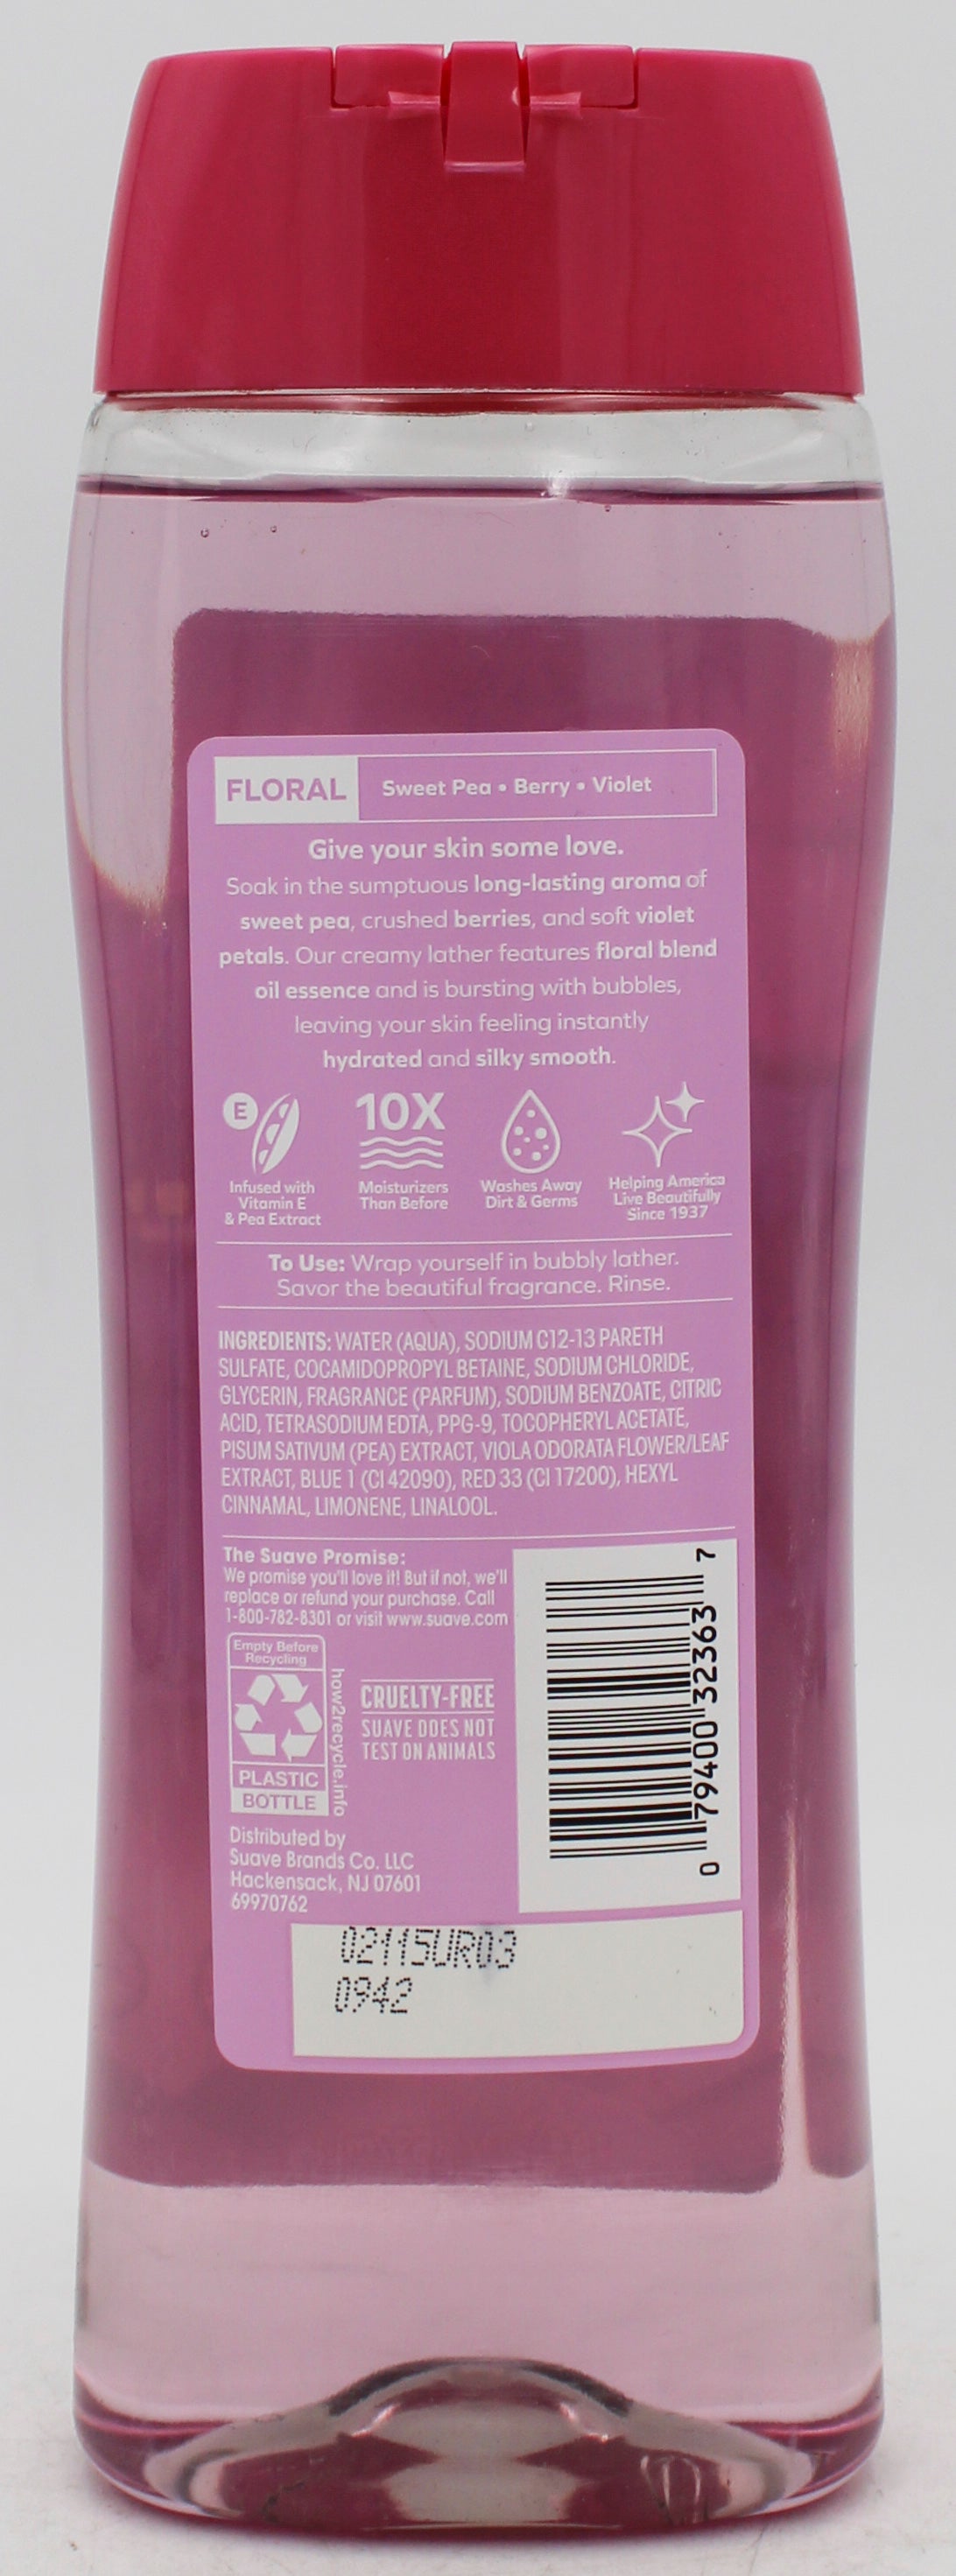 FLORAL Sweet Pea • Berry • Violet
Give your skin some love.
Soak in the sumptuous long-lasting aroma of
sweet pea, crushed berries, and soft violet
petals. Our creamy lather features floral blend
oil essence and is bursting with bubbles,
leaving your skin feeling instantly
hydrated and silky smooth.
E
Infused with
Vitamin E
& Pea Extract
10X
Moisturizers
Than Before
Washes Away
Dirt & Germs
Helping America
Live Beautifully
Since 1937
To Use: Wrap yourself in bubbly lather.
Savor the beautiful fragrance. Rinse.
INGREDIENTS: WATER (AQUA), SODIUM C12-13 PARETH
SULFATE, COCAMIDOPROPYL BETAINE, SODIUM CHLORIDE,
GLYCERIN, FRAGRANCE (PARFUM), SODIUM BENZOATE, CITRIC
ACID, TETRASODIUM EDTA, PPG-9, TOCOPHERYL ACETATE,
PISUM SATIVUM (PEA) EXTRACT, VIOLA ODORATA FLOWER/LEAF
EXTRACT, BLUE 1 (CI 42090), RED 33 (CI 17200), HEXYL
CINNAMAL, LIMONENE, LINALOOL.
The Suave Promise:
We promise you'll love it! But if not, we'll
replace or refund your purchase. Call
1-800-782-8301 or visit www.suave.com
Empty Before
Recycling
PLASTIC
BOTTLE
how2recycle.info
CRUELTY-FREE
SUAVE DOES NOT
TEST ON ANIMALS
0 79400 32363 7
Distributed by
Suave Brands Co. LLC
Hackensack, NJ 07601
69970762
02115UR03
0942